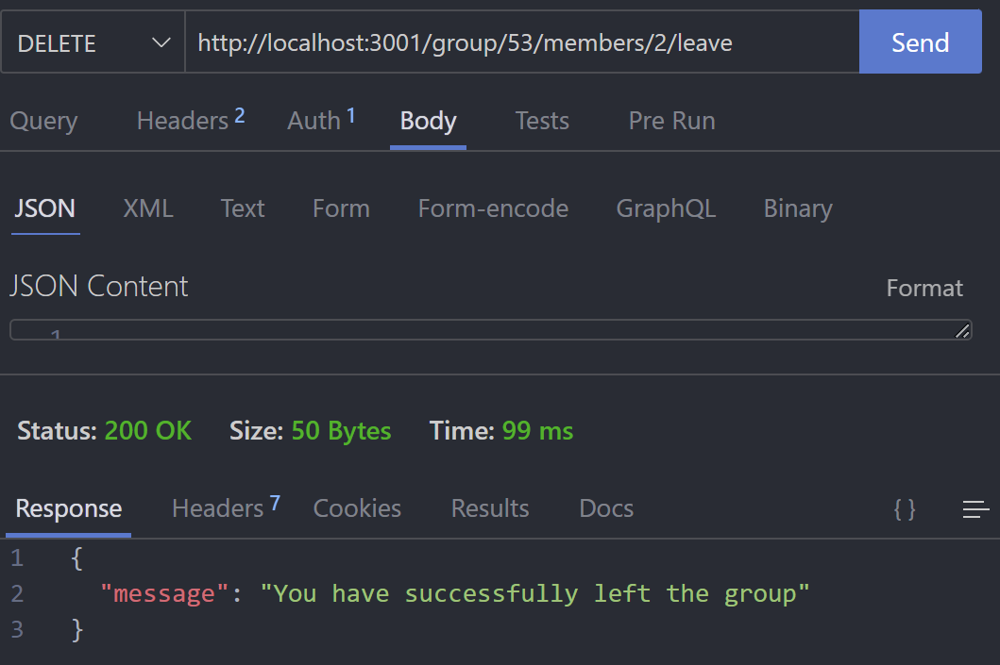 DELETE http://localhost:3001/group/53/members/2/leave Send
Query Headers 2 Auth 1 Body Tests Pre Run
JSON XML Text Form Form-encode GraphQL Binary
JSON Content Format
1
Status: 200 OK Size: 50 Bytes Time: 99 ms
Response Headers 7 Cookies Results Docs { }
1 {
2 "message": "You have successfully left the group"
3 }